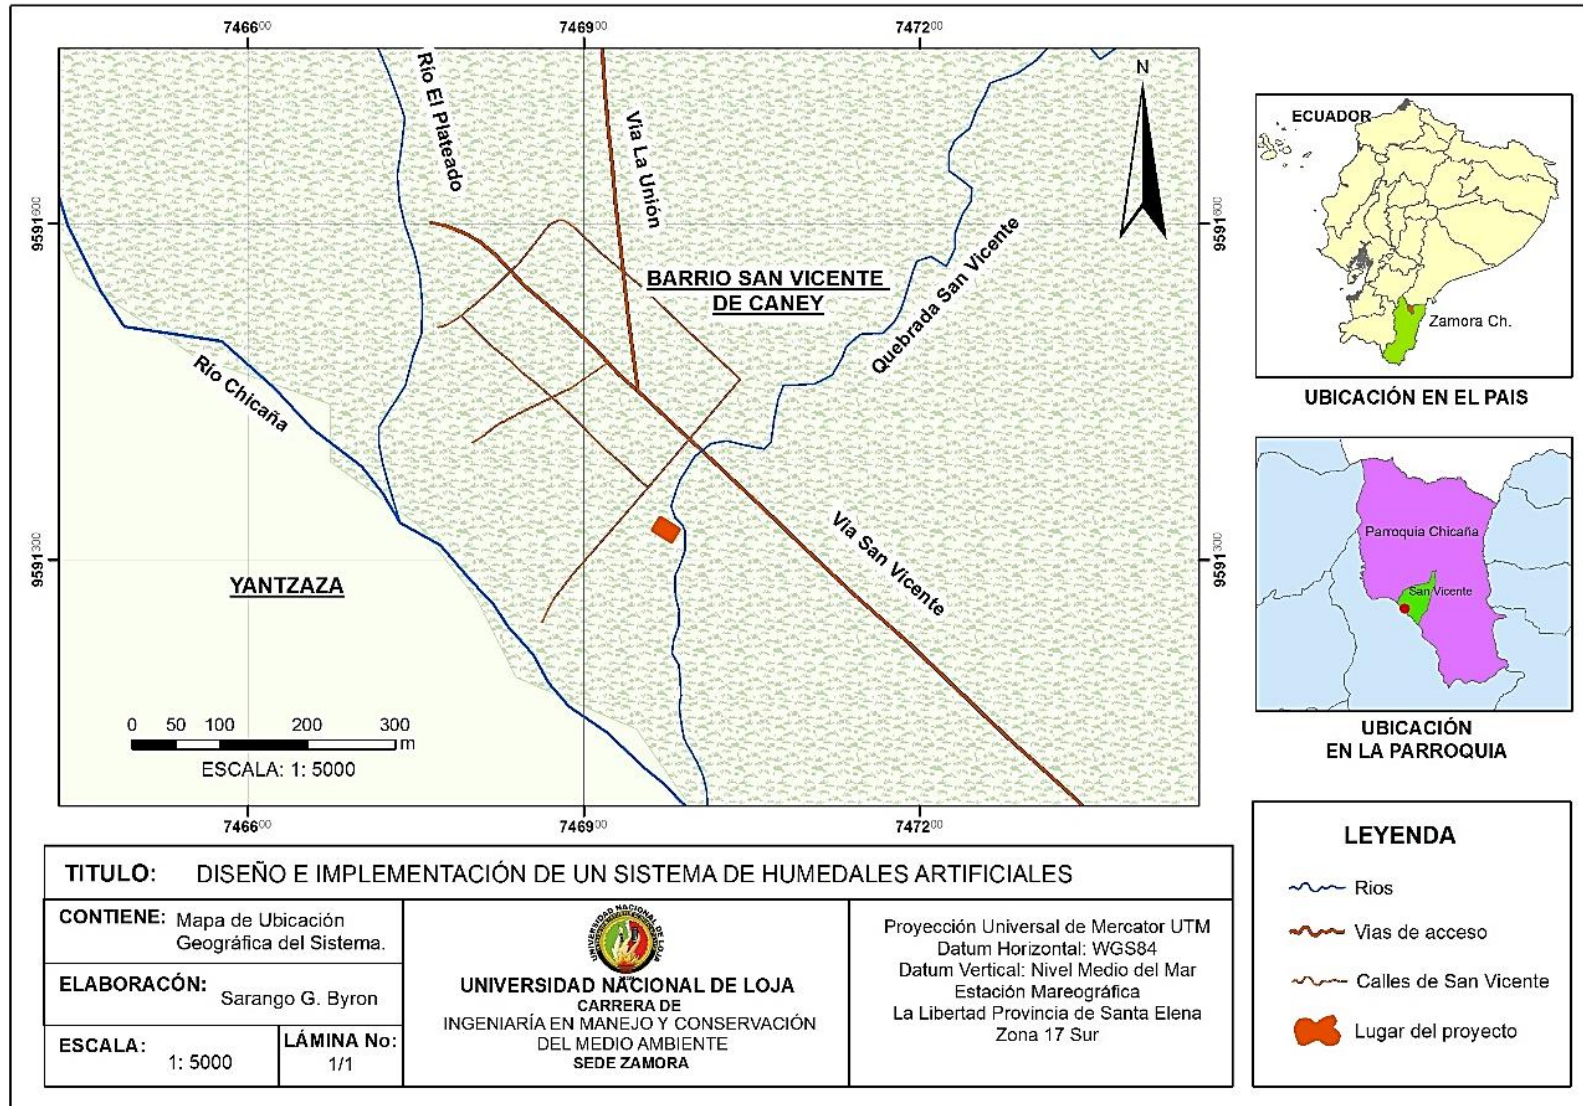 746600
746900
747200
9591600
9591600
9591300
9591300
Río El Plateado
Vía La Unión
N
BARRIO SAN VICENTE
DE CANEY
Quebrada San Vicente
Río Chicaña
Vía San Vicente
YANTZAZA
0 50 100 200 300
m
ESCALA: 1: 5000
746600
746900
747200
ECUADOR
Zamora Ch.
UBICACIÓN EN EL PAIS
Parroquia Chicaña
San Vicente
UBICACIÓN
EN LA PARROQUIA
LEYENDA
Rios
Vias de acceso
Calles de San Vicente
Lugar del proyecto
TITULO: DISEÑO E IMPLEMENTACIÓN DE UN SISTEMA DE HUMEDALES ARTIFICIALES
CONTIENE: Mapa de Ubicación
Geográfica del Sistema.
ELABORACÓN: Sarango G. Byron
ESCALA:
1: 5000
LÁMINA No:
1/1
UNIVERSIDAD NACIONAL DE LOJA
UNIVERSIDAD NACIONAL DE LOJA
CARRERA DE
INGENIARÍA EN MANEJO Y CONSERVACIÓN
DEL MEDIO AMBIENTE
SEDE ZAMORA
Proyección Universal de Mercator UTM
Datum Horizontal: WGS84
Datum Vertical: Nivel Medio del Mar
Estación Mareográfica
La Libertad Provincia de Santa Elena
Zona 17 Sur